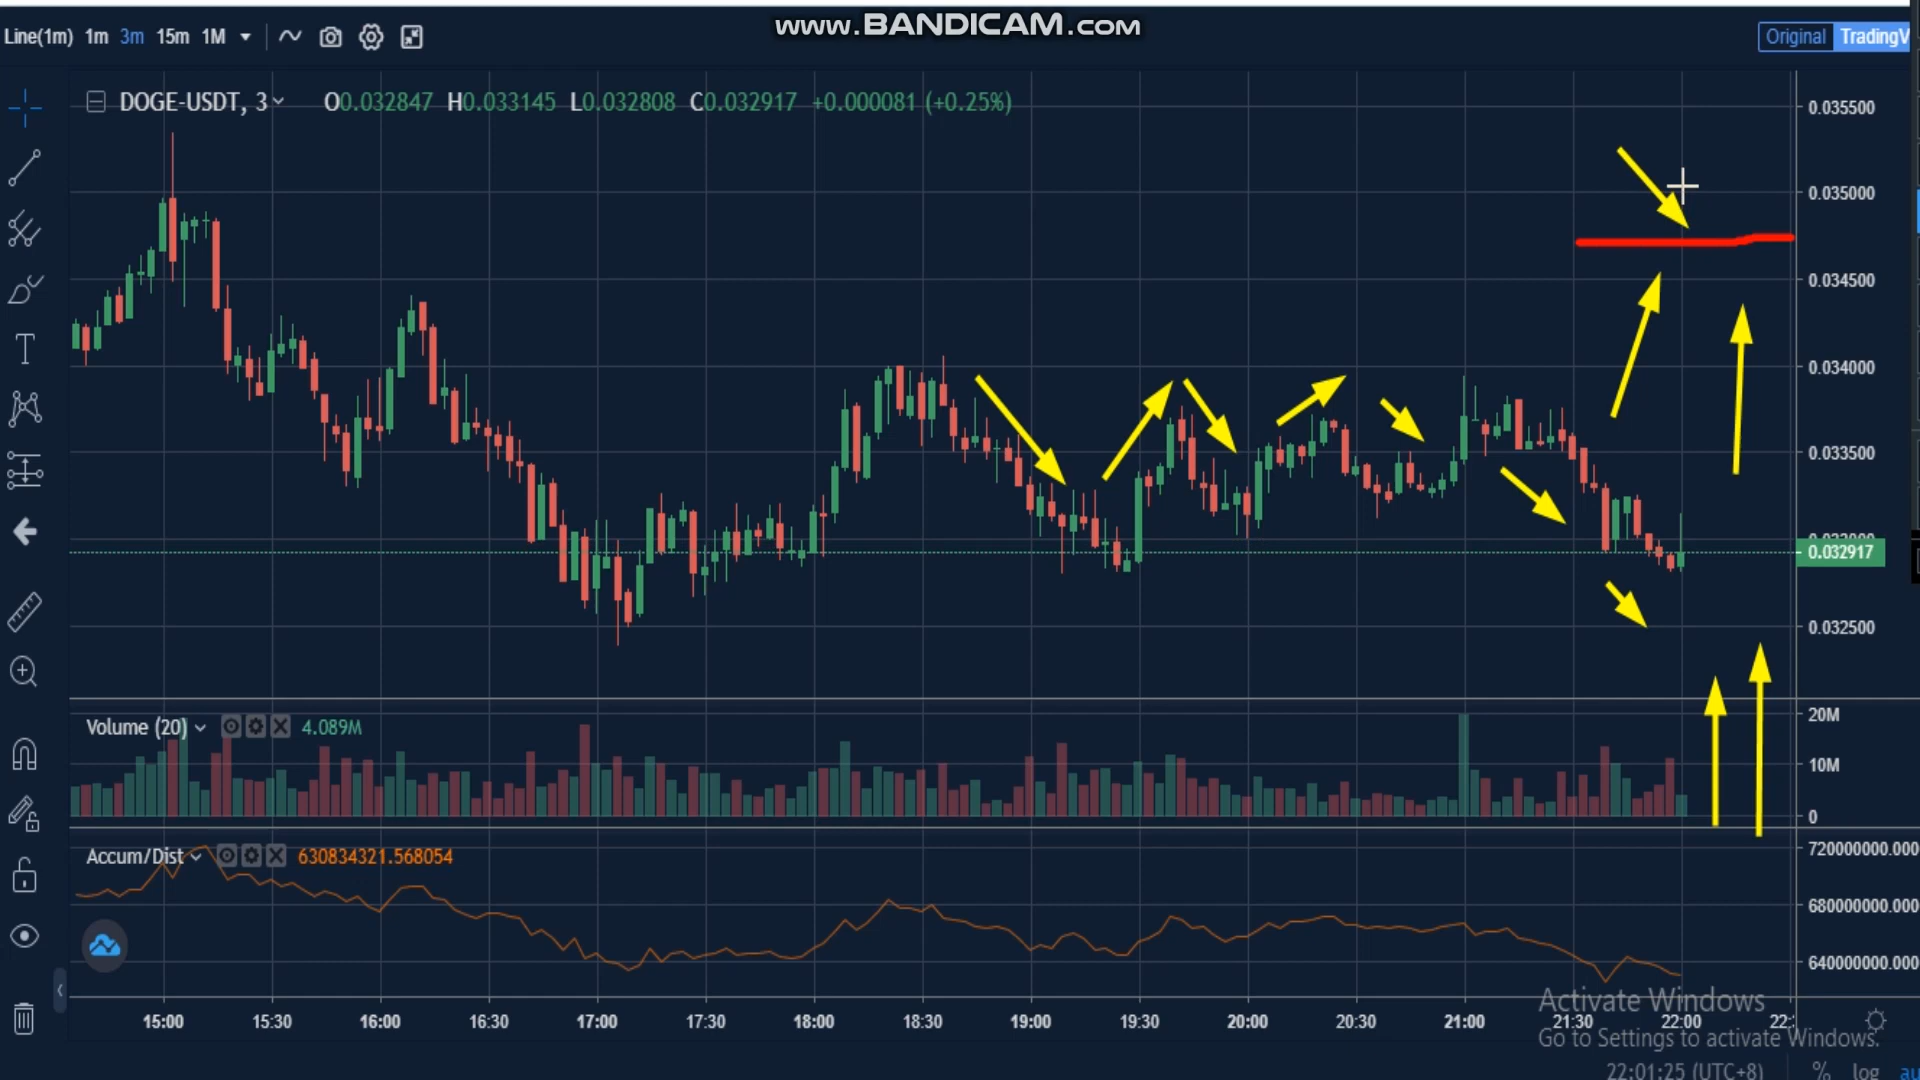 www.BANDICAM.com
Line(1m) 1m 3m 15m 1M
Original TradingV
DOGE-USDT, 3 O0.032847 H0.033145 L0.032808 C0.032917 +0.000081 (+0.25%)
0.035500
0.035000
0.034500
0.034000
0.033500
0.032917
0.032500
Volume (20) 4.089M
20M
10M
0
Accum/Dist 630834321.568054
720000000.000
680000000.000
640000000.000
15:00 15:30 16:00 16:30 17:00 17:30 18:00 18:30 19:00 19:30 20:00 20:30 21:00 21:30 22:00 22:
Activate Windows
Go to Settings to activate Windows.
22:01:25 (UTC+8) % log au